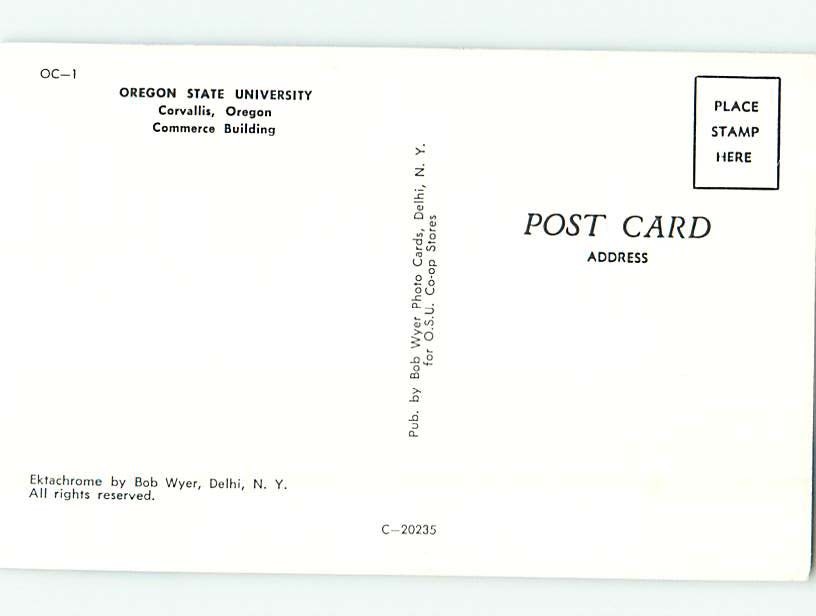 OC—1
OREGON STATE UNIVERSITY
Corvallis, Oregon
Commerce Building
Ektachrome by Bob Wyer, Delhi, N. Y.
All rights reserved.
Pub. by Bob Wyer Photo Cards, Delhi, N. Y.
for O.S.U. Co-op Stores
C—20235
PLACE
STAMP
HERE
POST CARD
ADDRESS